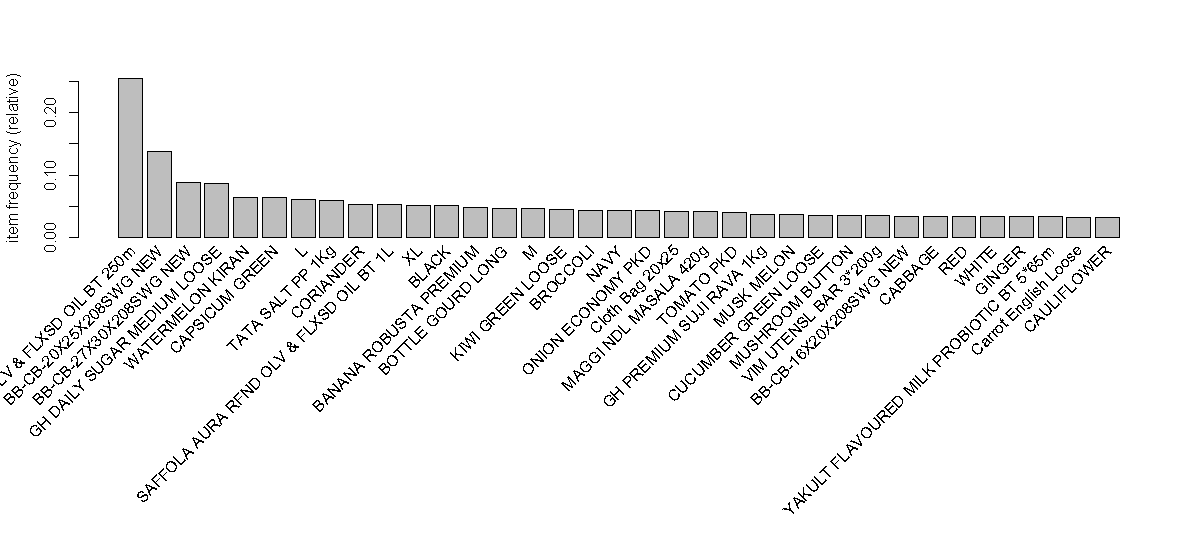 item frequency (relative)
0.00
0.10
0.20
LV & FLXSD OIL BT 250m
BB-CB-20X25X208SWG NEW
BB-CB-27X30X208SWG NEW
GH DAILY SUGAR MEDIUM LOOSE
WATERMELON KIRAN
CAPSICUM GREEN
L
TATA SALT PP 1Kg
CORIANDER
SAFFOLA AURA RFND OLV & FLXSD OIL BT 1L
XL
BLACK
BANANA ROBUSTA PREMIUM
BOTTLE GOURD LONG
M
KIWI GREEN LOOSE
BROCCOLI
NAVY
ONION ECONOMY PKD
Cloth Bag 20x25
MAGGI NDL MASALA 420g
TOMATO PKD
GH PREMIUM SUJI RAVA 1Kg
MUSK MELON
CUCUMBER GREEN LOOSE
MUSHROOM BUTTON
VIM UTENSL BAR 3*200g
BB-CB-16X20X208SWG NEW
CABBAGE
RED
WHITE
GINGER
YAKULT FLAVOURED MILK PROBIOTIC BT 5*65m
Carrot English Loose
CAULIFLOWER